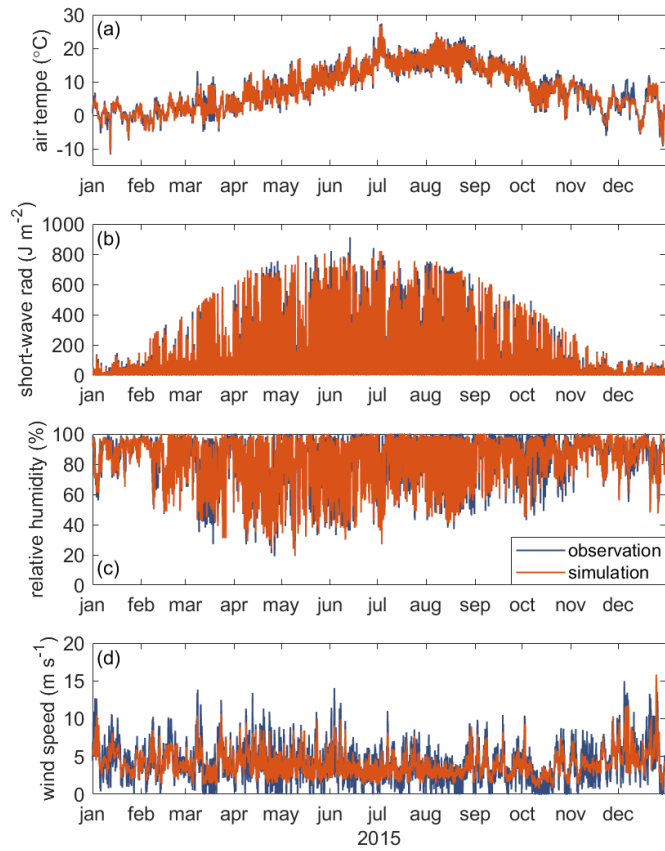 (a)
air tempe (°C)
30
20
10
0
-10
jan feb mar apr may jun jul aug sep oct nov dec
(b)
short-wave rad (J m⁻²)
1000
800
600
400
200
0
jan feb mar apr may jun jul aug sep oct nov dec
relative humidity (%)
100
80
60
40
20
0
(c)
observation
simulation
jan feb mar apr may jun jul aug sep oct nov dec
(d)
wind speed (m s⁻¹)
20
15
10
5
0
jan feb mar apr may jun jul aug sep oct nov dec
2015